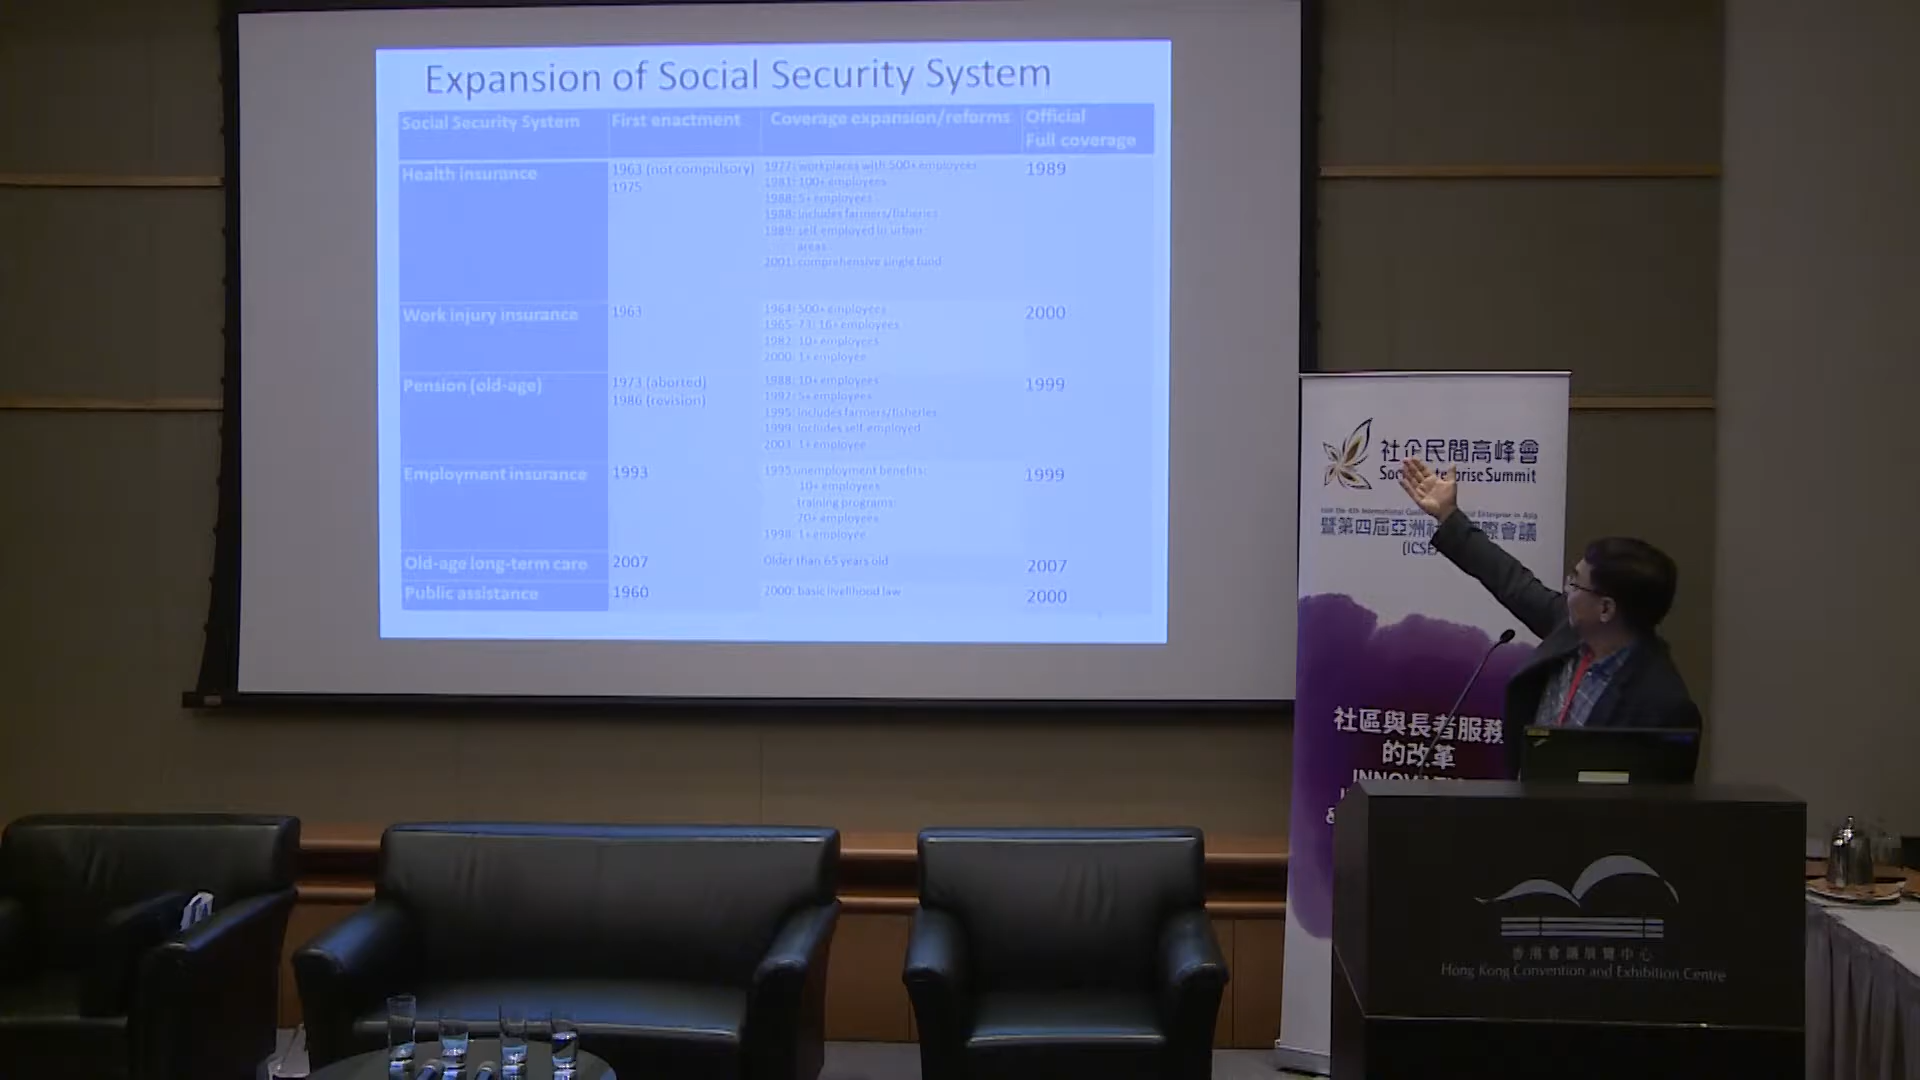 Expansion of Social Security System
Social Security System First enactment Coverage expansion/reforms Official Full coverage
Health insurance
1963 (not compulsory)
1975
1977: workplaces with 500+ employees
1981: 100+ employees
1988: 5+ employees
1988: includes farmers/fisheries
1989: self-employed in urban
areas
2001: comprehensive single fund
1989
Work injury insurance
1963
1964: 500+ employees
1965-73: 16+ employees
1982: 10+ employees
2000: 1+ employee
2000
Pension (old-age)
1973 (aborted)
1986 (revision)
1988: 10+ employees
1992: 5+ employees
1995: includes farmers/fisheries
1999: includes self-employed
2003: 1+ employee
1999
Employment insurance
1993
1995:unemployment benefits:
10+ employees
training programs:
70+ employees
1998: 1+ employee
1999
Old-age long-term care
2007
Older than 65 years old
2007
Public assistance
1960
2000: basic livelihood law
2000
社企民間高峰會
Summit
暨第四屆亞洲
際會議
社區與長者服務
的改革
香港會議展覽中心
Hong Kong Convention and Exhibition Centre